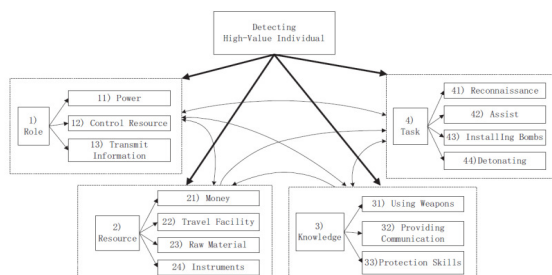 Detecting
High-Value Individual
1)
Role
11) Power
12) Control Resource
13) Transmit
Information
4)
Task
41) Reconnaissance
42) Assist
43) Installing Bombs
44)Detonating
2)
Resource
21) Money
22) Travel Facility
23) Raw Material
24) Instruments
3)
Knowledge
31) Using Weapons
32) Providing
Communication
33)Protection Skills